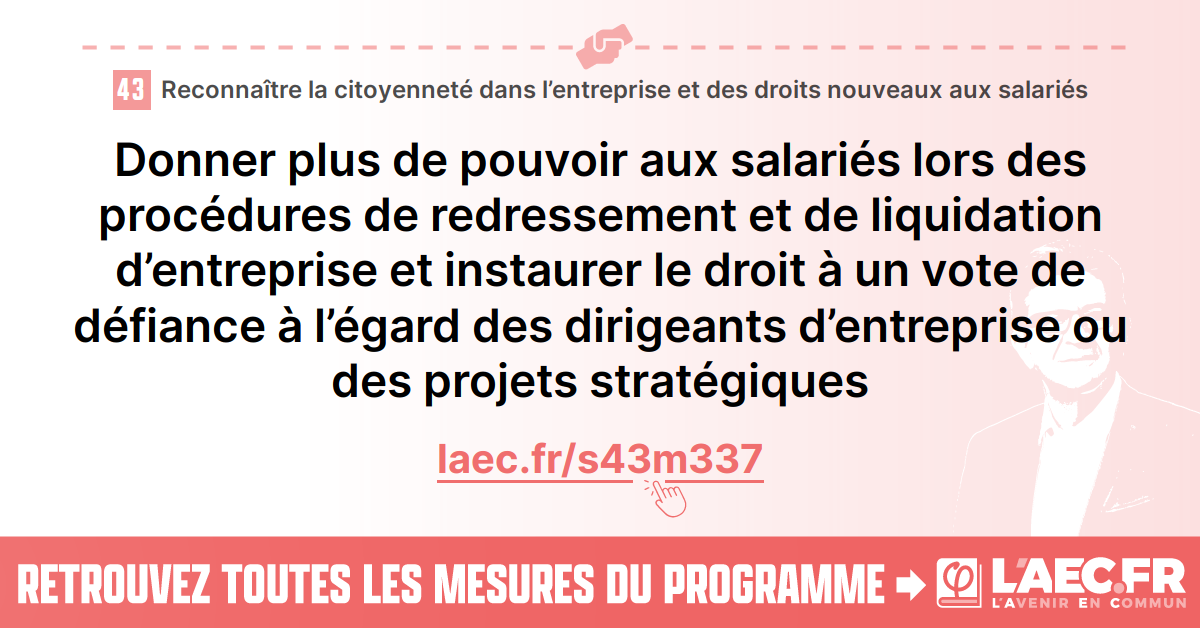 43 Reconnaître la citoyenneté dans l’entreprise et des droits nouveaux aux salariés
Donner plus de pouvoir aux salariés lors des
procédures de redressement et de liquidation
d’entreprise et instaurer le droit à un vote de
défiance à l’égard des dirigeants d’entreprise ou
des projets stratégiques
laec.fr/s43m337
RETROUVEZ TOUTES LES MESURES DU PROGRAMME
φ L’AEC.FR
L’AVENIR EN COMMUN